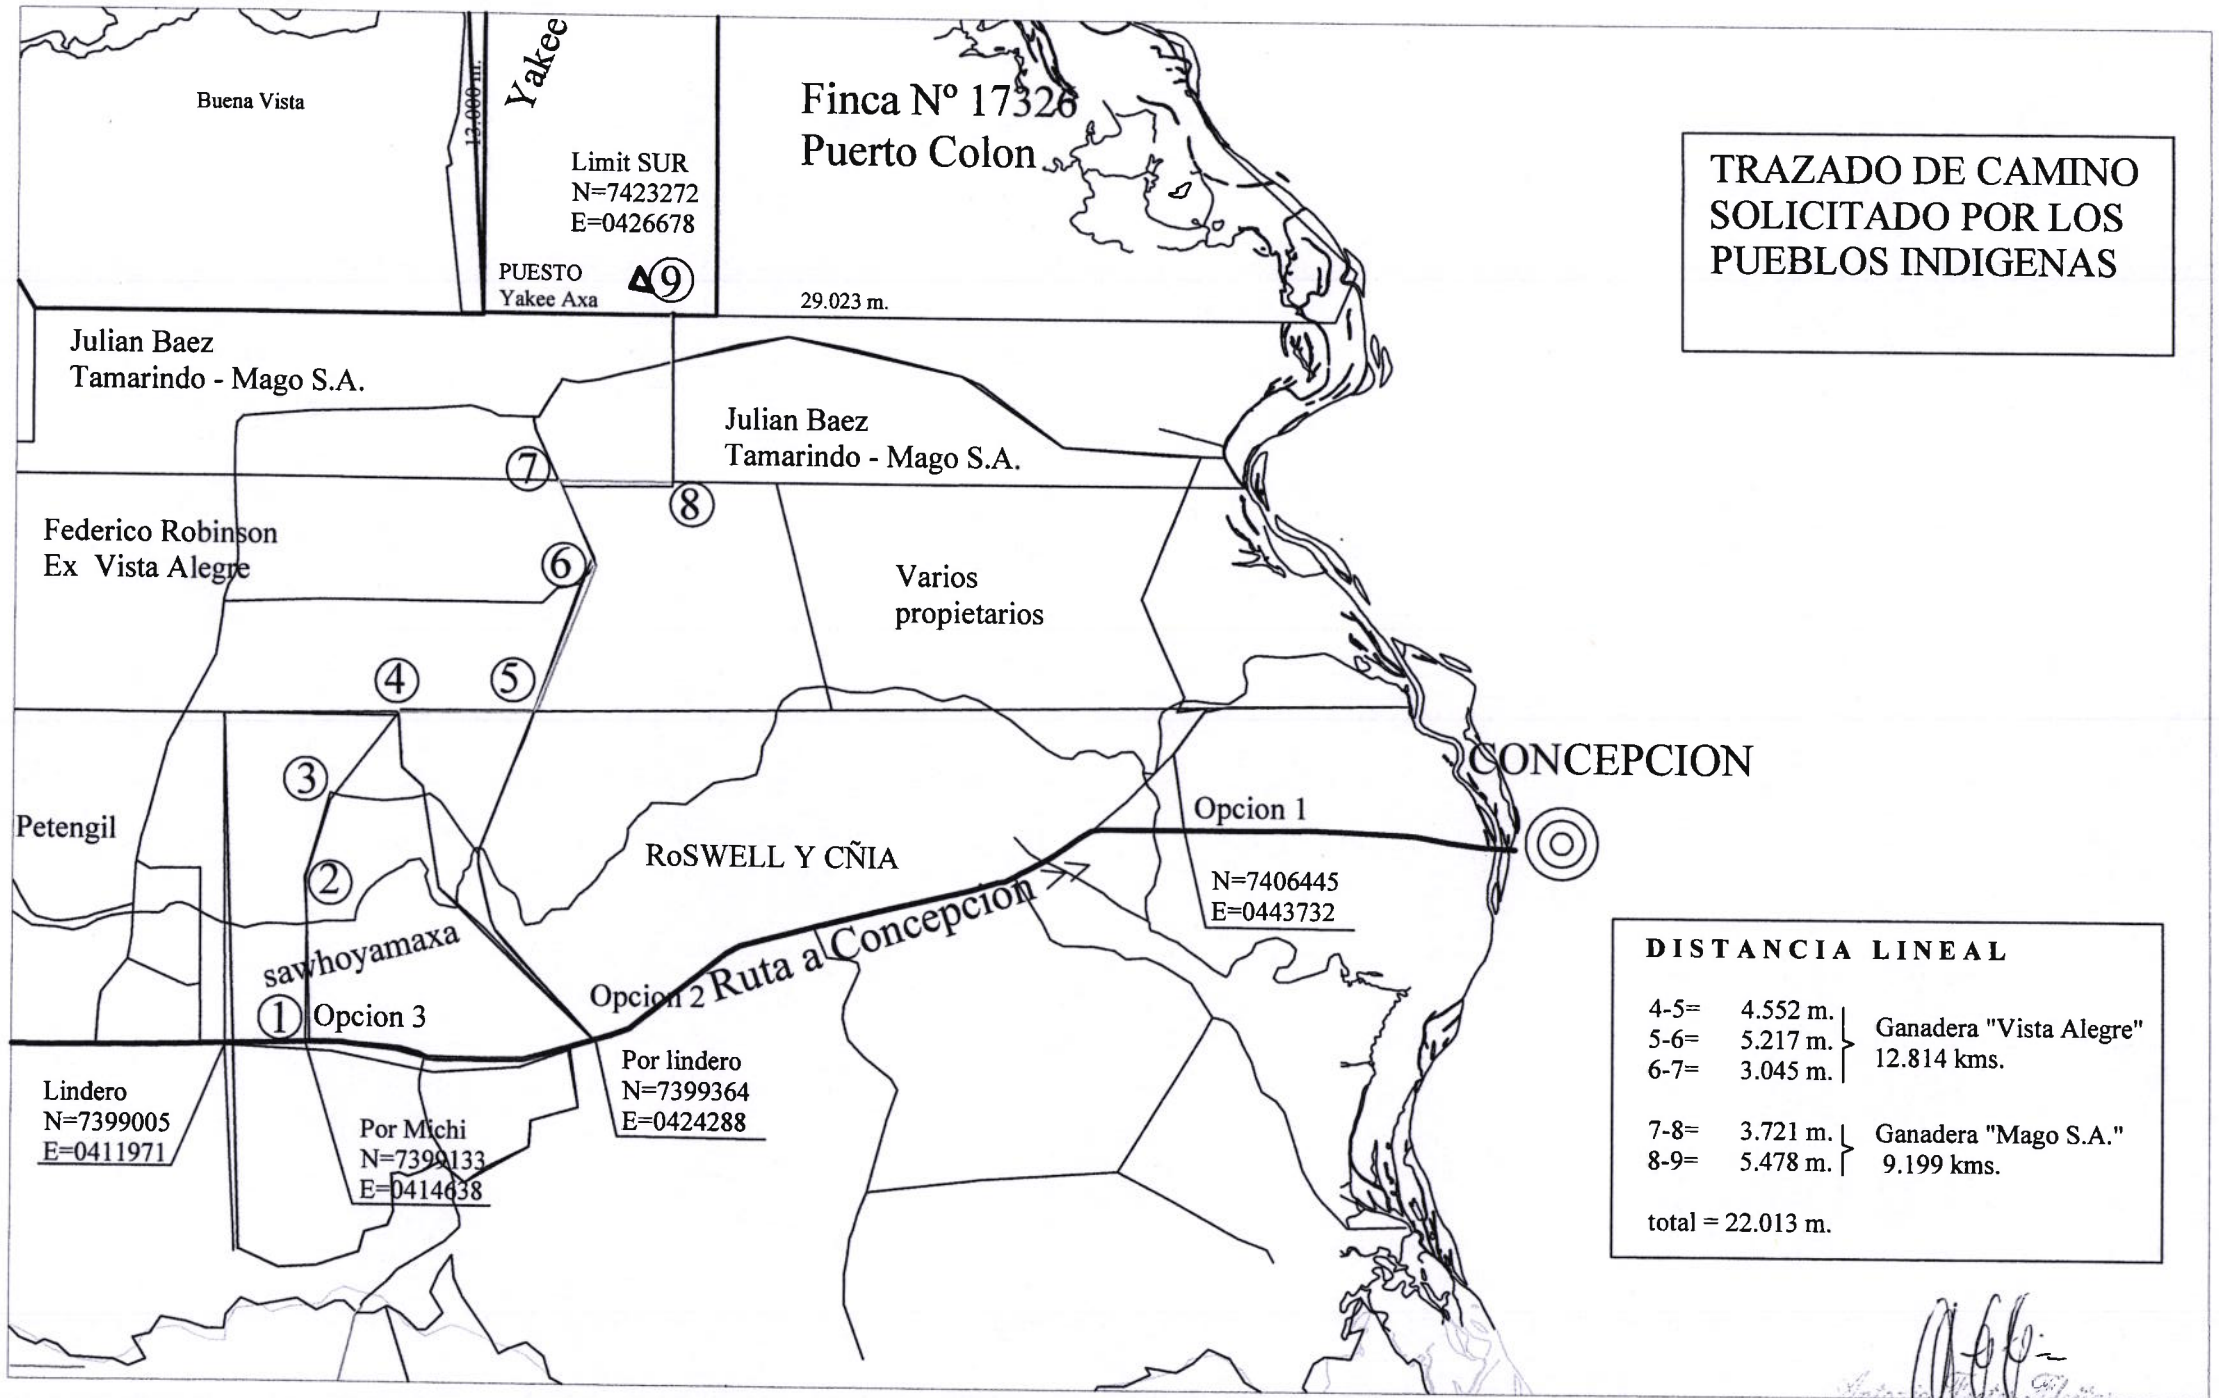 Buena Vista
13.000 m.
Yakee
Limit SUR
N=7423272
E=0426678
PUESTO
Yakee Axa
9
Finca Nº 17326
Puerto Colon
29.023 m.
TRAZADO DE CAMINO
SOLICITADO POR LOS
PUEBLOS INDIGENAS
Julian Baez
Tamarindo - Mago S.A.
Julian Baez
Tamarindo - Mago S.A.
7
8
Federico Robinson
Ex Vista Alegre
6
Varios
propietarios
4
5
3
CONCEPCION
Petengil
Opcion 1
2
RoSWELL Y CÑIA
N=7406445
E=0443732
sawhoyamaxa
Ruta a Concepcion
Opcion 2
1
Opcion 3
Lindero
N=7399005
E=0411971
Por Michi
N=7399133
E=0414638
Por lindero
N=7399364
E=0424288
DISTANCIA LINEAL
4-5= 4.552 m.
5-6= 5.217 m.
6-7= 3.045 m.
Ganadera "Vista Alegre"
12.814 kms.
7-8= 3.721 m.
8-9= 5.478 m.
Ganadera "Mago S.A."
9.199 kms.
total = 22.013 m.